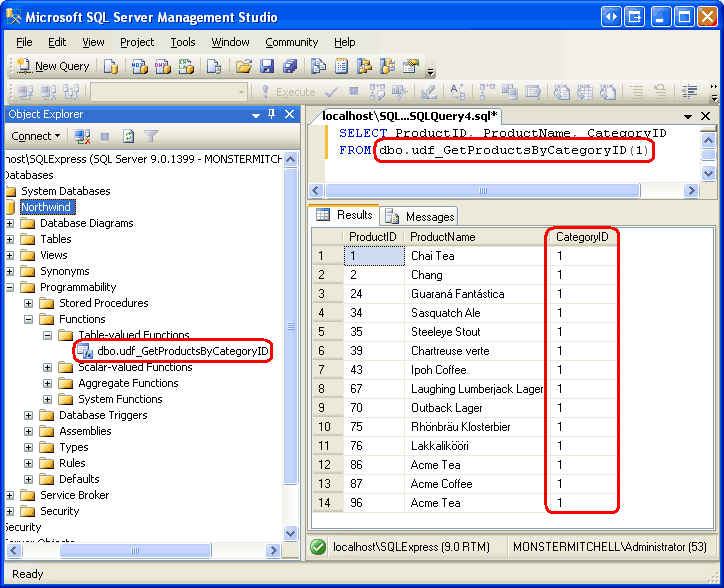 Microsoft SQL Server Management Studio
File Edit View Project Tools Window Community Help
New Query
Execute
Object Explorer
Connect
host\SQLExpress (SQL Server 9.0.1399 - MONSTERMITCH
Databases
System Databases
Northwind
Database Diagrams
Tables
Views
Synonyms
Programmability
Stored Procedures
Functions
Table-valued Functions
dbo.udf_GetProductsByCategoryID
Scalar-valued Functions
Aggregate Functions
System Functions
Database Triggers
Assemblies
Types
Rules
Defaults
Service Broker
Security
Security
Server Objects
localhost\SQL...SQLQuery4.sql*
SELECT ProductID, ProductName, CategoryID
FROM dbo.udf_GetProductsByCategoryID(1)
Results Messages
ProductID ProductName CategoryID
1 1 Chai Tea 1
2 2 Chang 1
3 24 Guaraná Fantástica 1
4 34 Sasquatch Ale 1
5 35 Steeleye Stout 1
6 39 Chartreuse verte 1
7 43 Ipoh Coffee 1
8 67 Laughing Lumberjack Lager 1
9 70 Outback Lager 1
10 75 Rhönbräu Klosterbier 1
11 76 Lakkalikööri 1
12 86 Acme Tea 1
13 87 Acme Coffee 1
14 96 Acme Tea 1
localhost\SQLExpress (9.0 RTM) MONSTERMITCHELL\Administrator (53)
Ready